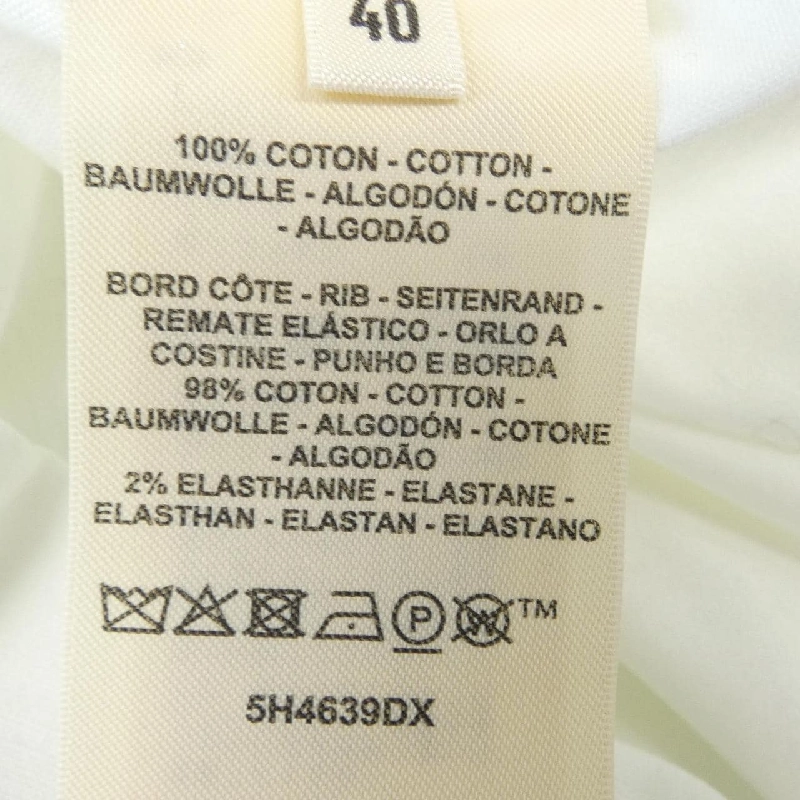 40
100% COTON - COTTON -
BAUMWOLLE - ALGODÓN - COTONE
- ALGODÃO
BORD CÔTE - RIB - SEITENRAND -
REMATE ELÁSTICO - ORLO A
COSTINE - PUNHO E BORDA
98% COTON - COTTON -
BAUMWOLLE - ALGODÓN - COTONE
- ALGODÃO
2% ELASTHANNE - ELASTANE -
ELASTHAN - ELASTAN - ELASTANO
P W TM
5H4639DX